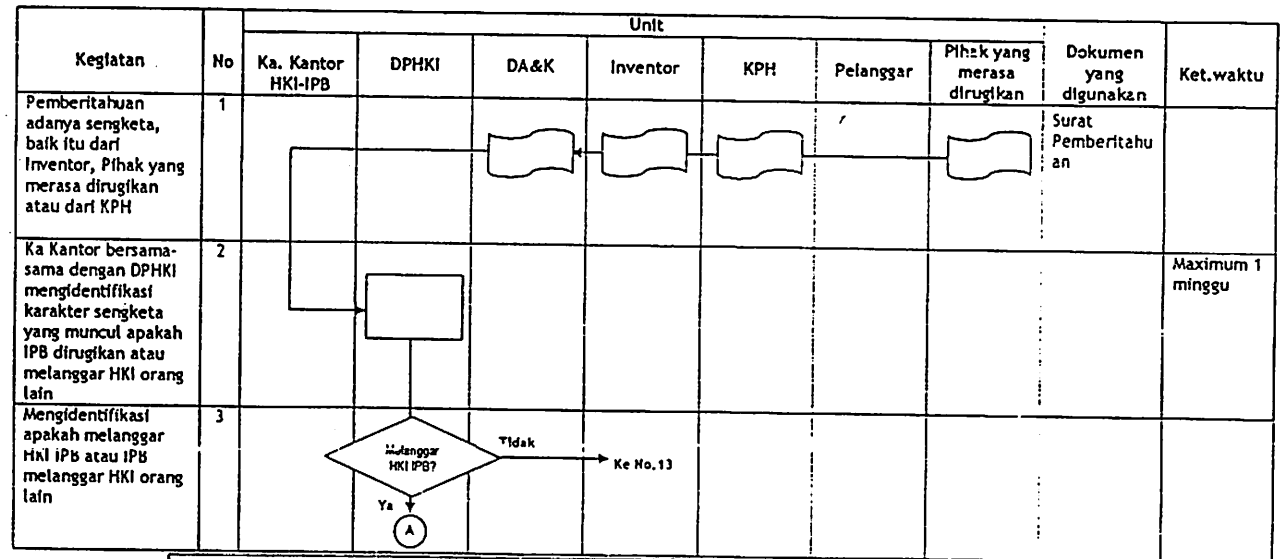 Unit
Kegiatan
No
Ka. Kantor
HKI-IPB
DPHKI
DA&K
Inventor
KPH
Pelanggar
Pihak yang
merasa
dirugikan
Dokumen
yang
digunakan
Ket.waktu
Pemberitahuan
adanya sengketa,
baik itu dari
Inventor, Pihak yang
merasa dirugikan
atau dari KPH
1
Surat
Pemberitahu
an
Ka Kantor bersama-
sama dengan DPHKI
mengidentifikasi
karakter sengketa
yang muncul apakah
IPB dirugikan atau
melanggar HKI orang
lain
2
Maximum 1
minggu
Mengidentifikasi
apakah melanggar
HKI IPB atau IPB
melanggar HKI orang
lain
3
Melanggar
HKI IPB?
Tidak
Ke No.13
Ya
A